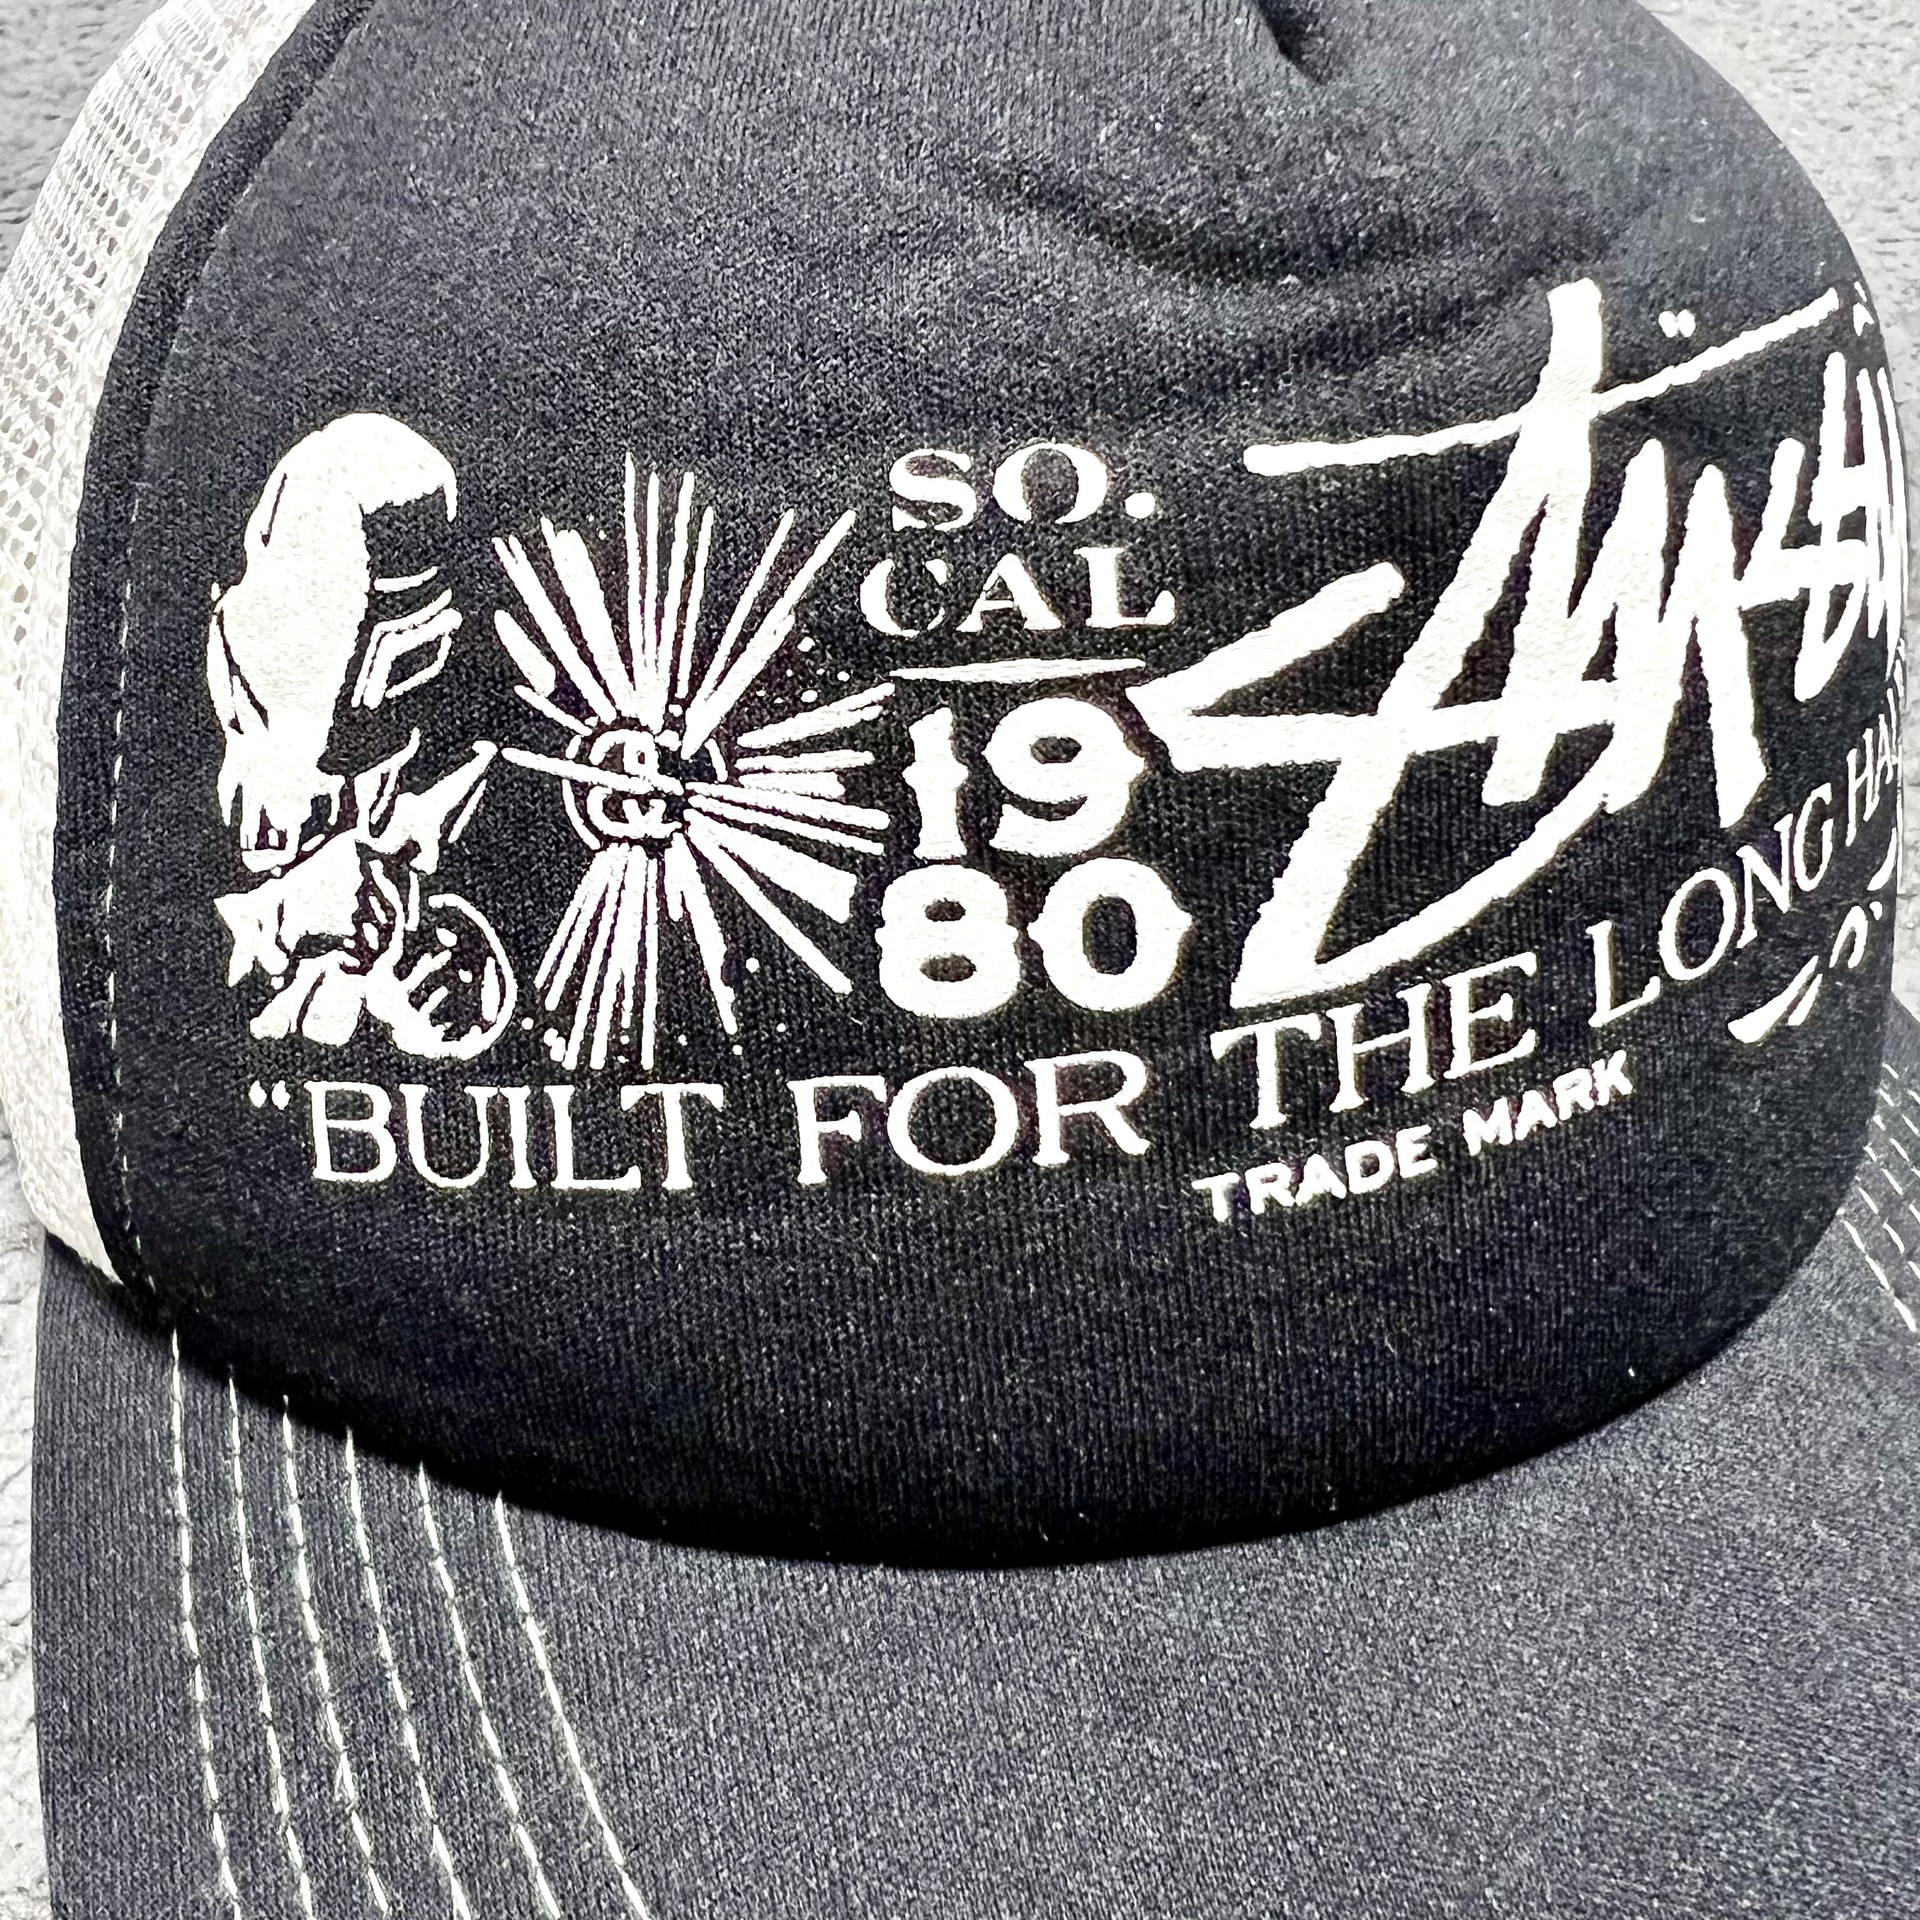 SO.
CAL
19
80
"BUILT FOR THE LONG
TRADE MARK